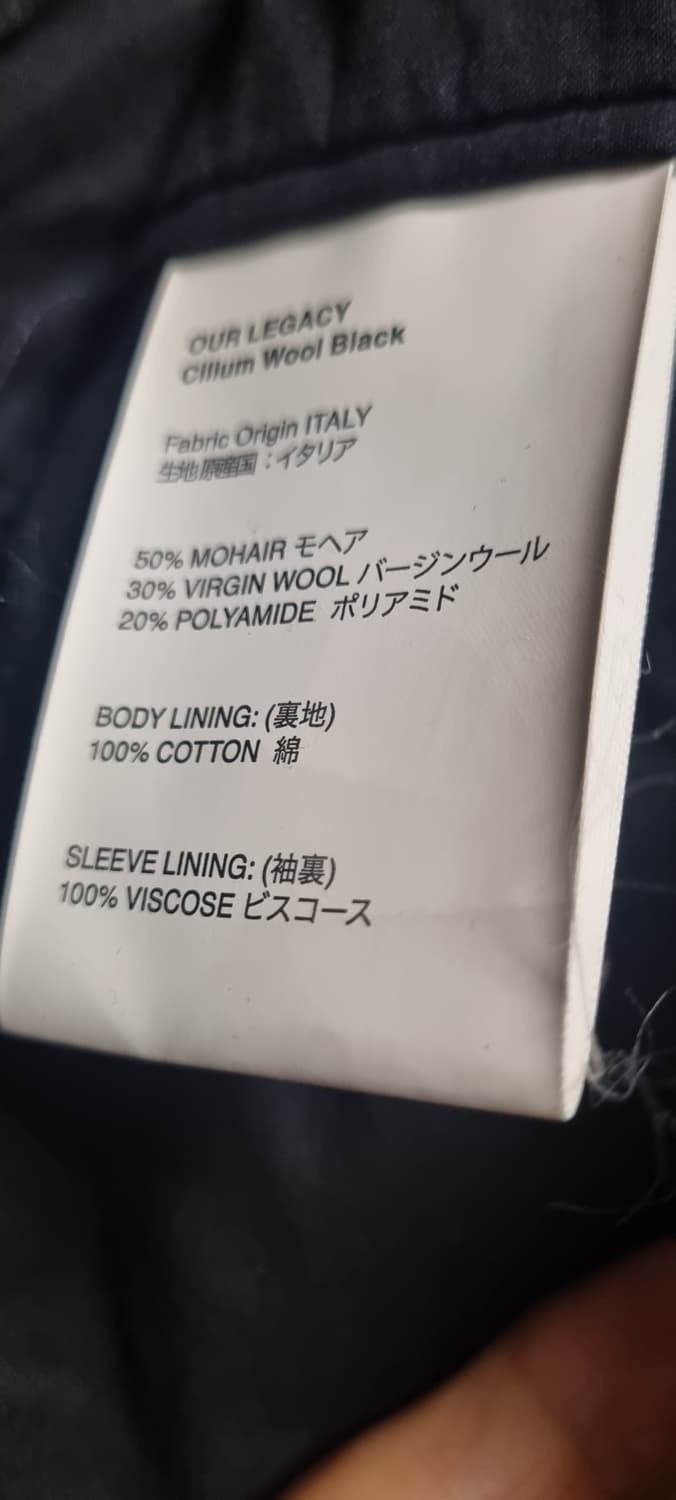 OUR LEGACY
Cilium Wool Black
Fabric Origin ITALY
生地原産国:イタリア
50% MOHAIR モヘア
30% VIRGIN WOOL バージンウール
20% POLYAMIDE ポリアミド
BODY LINING: (裏地)
100% COTTON 綿
SLEEVE LINING: (袖裏)
100% VISCOSE ビスコース